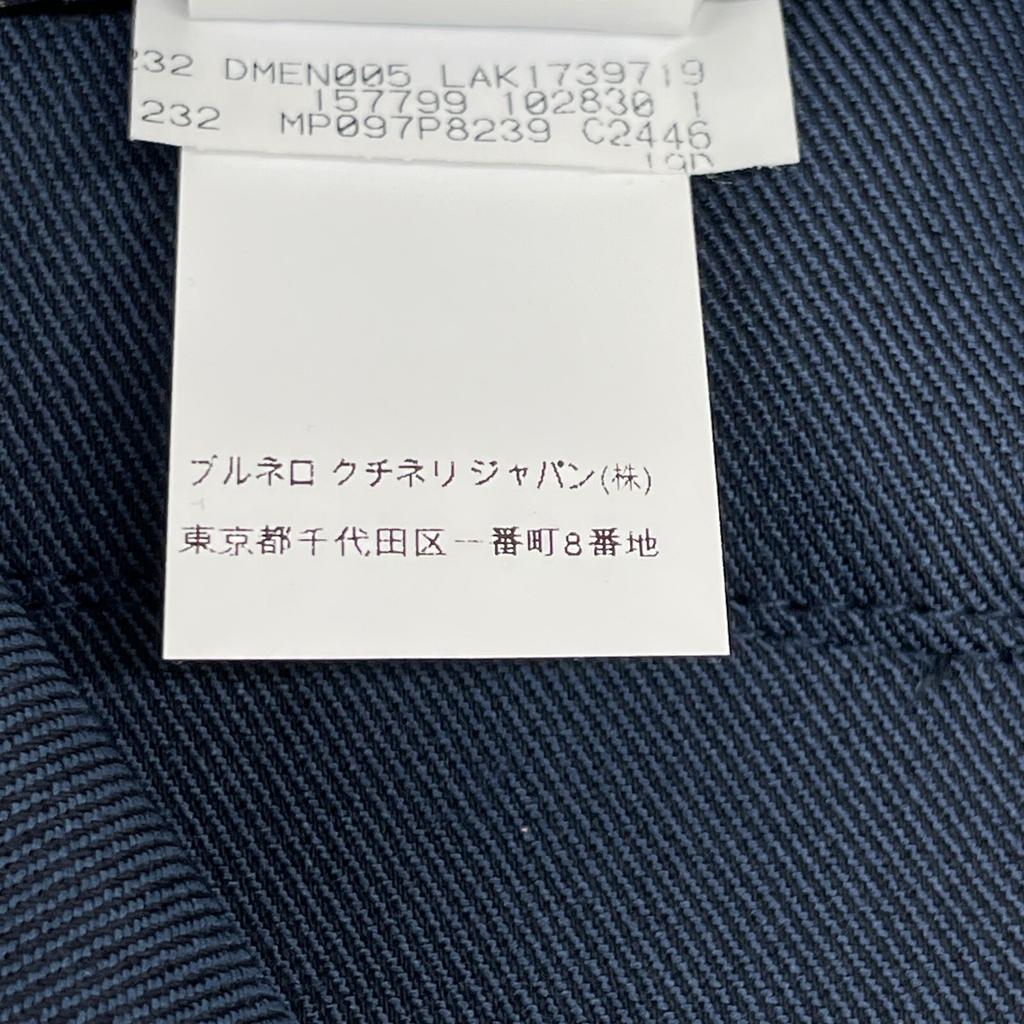 232 DMEN005 LAK1739719
157799 102830 1
232 MP097P8239 C2446
ブルネロ クチネリ ジャパン(株)
東京都千代田区一番町8番地